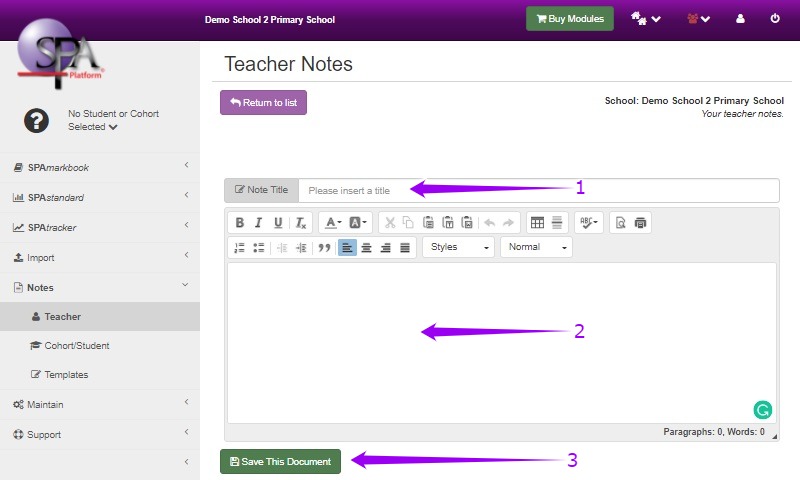 Demo School 2 Primary School
Buy Modules
SPA
Platform®
Teacher Notes
No Student or Cohort
Selected
Return to list
School: Demo School 2 Primary School
Your teacher notes.
SPAmarkbook
SPAstandard
SPAtracker
Import
Notes
Teacher
Cohort/Student
Templates
Maintain
Support
Note Title
Please insert a title
1
B I U Tx A A ABC
Styles Normal
2
Paragraphs: 0, Words: 0
Save This Document
3